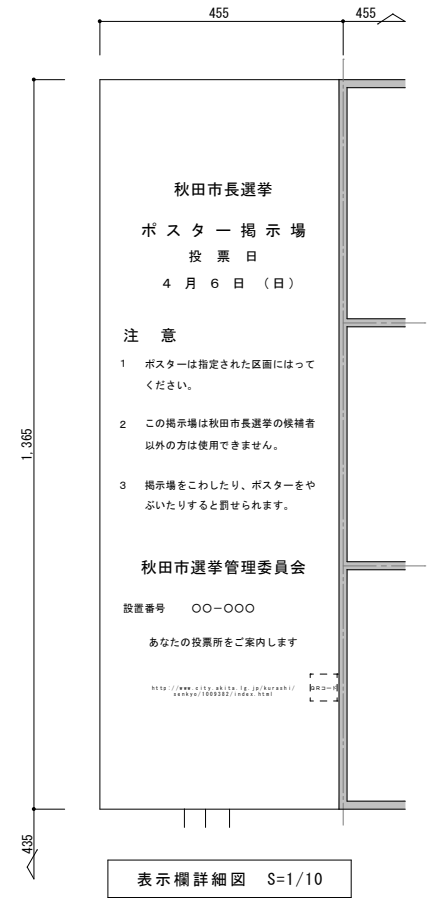 455
455
秋田市長選挙
ポスター掲示場
投票日
4月6日（日）
注意
1 ポスターは指定された区画にはって
ください。
2 この掲示場は秋田市長選挙の候補者
以外の方は使用できません。
3 掲示場をこわしたり、ポスターをや
ぶいたりすると罰せられます。
1,365
秋田市選挙管理委員会
設置番号 ○○－○○○
あなたの投票所をご案内します
http://www.city.akita.lg.jp/kurashi/
senkyo/1009382/index.html
QRコード
435
表示欄詳細図 S=1/10